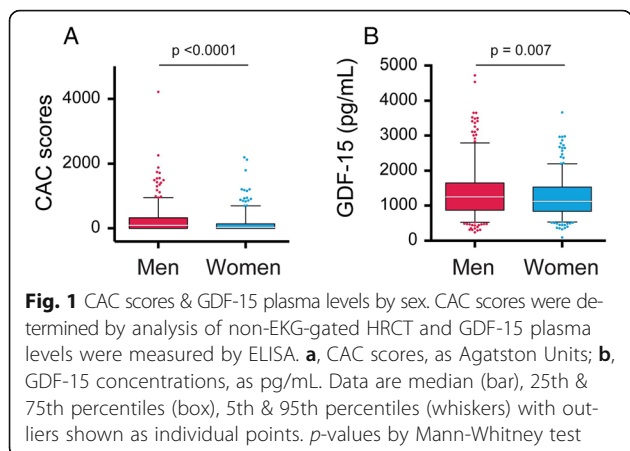 A
p <0.0001
CAC scores
4000
2000
0
Men
Women
B
p = 0.007
GDF-15 (pg/mL)
5000
4000
3000
2000
1000
0
Men
Women
Fig. 1 CAC scores & GDF-15 plasma levels by sex. CAC scores were de-
termined by analysis of non-EKG-gated HRCT and GDF-15 plasma
levels were measured by ELISA. a, CAC scores, as Agatston Units; b,
GDF-15 concentrations, as pg/mL. Data are median (bar), 25th &
75th percentiles (box), 5th & 95th percentiles (whiskers) with out-
liers shown as individual points. p-values by Mann-Whitney test